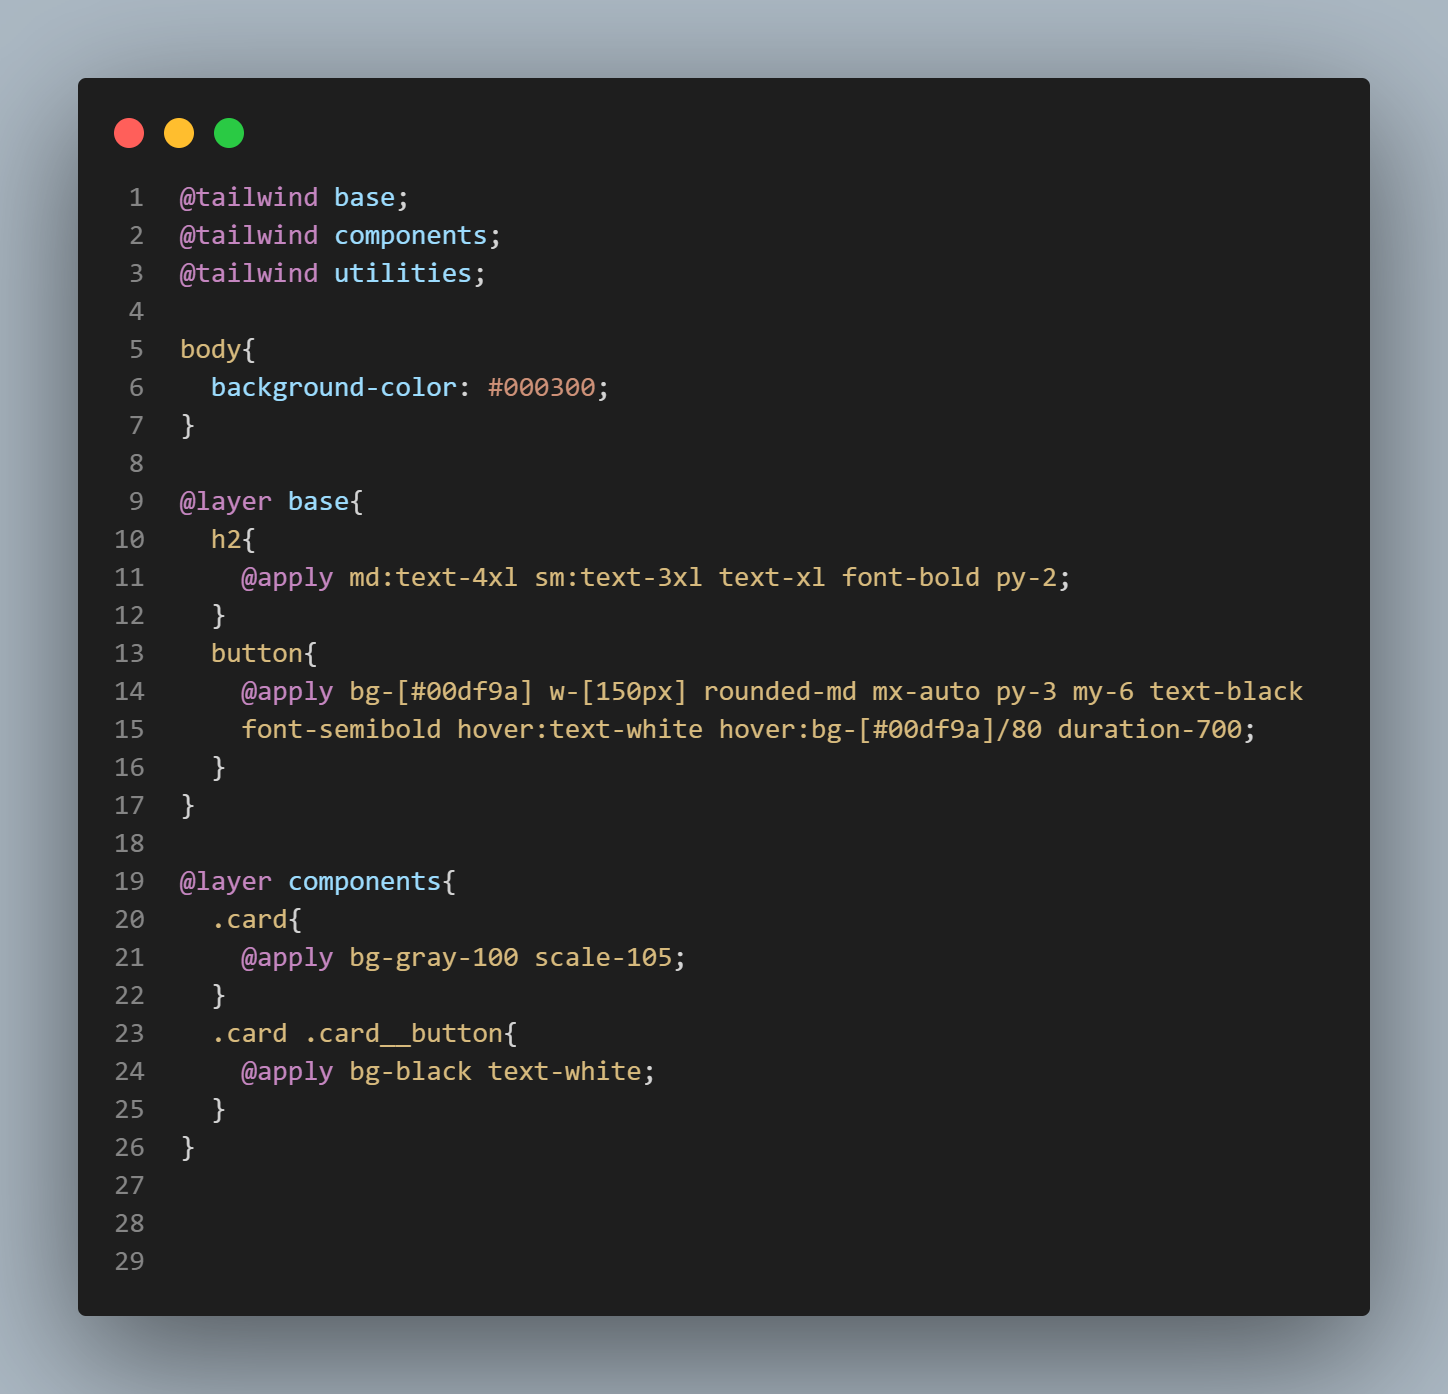 1 @tailwind base;
2 @tailwind components;
3 @tailwind utilities;
4
5 body{
6   background-color: #000300;
7 }
8
9 @layer base{
10   h2{
11     @apply md:text-4xl sm:text-3xl text-xl font-bold py-2;
12   }
13   button{
14     @apply bg-[#00df9a] w-[150px] rounded-md mx-auto py-3 my-6 text-black
15     font-semibold hover:text-white hover:bg-[#00df9a]/80 duration-700;
16   }
17 }
18
19 @layer components{
20   .card{
21     @apply bg-gray-100 scale-105;
22   }
23   .card .card__button{
24     @apply bg-black text-white;
25   }
26 }
27
28
29